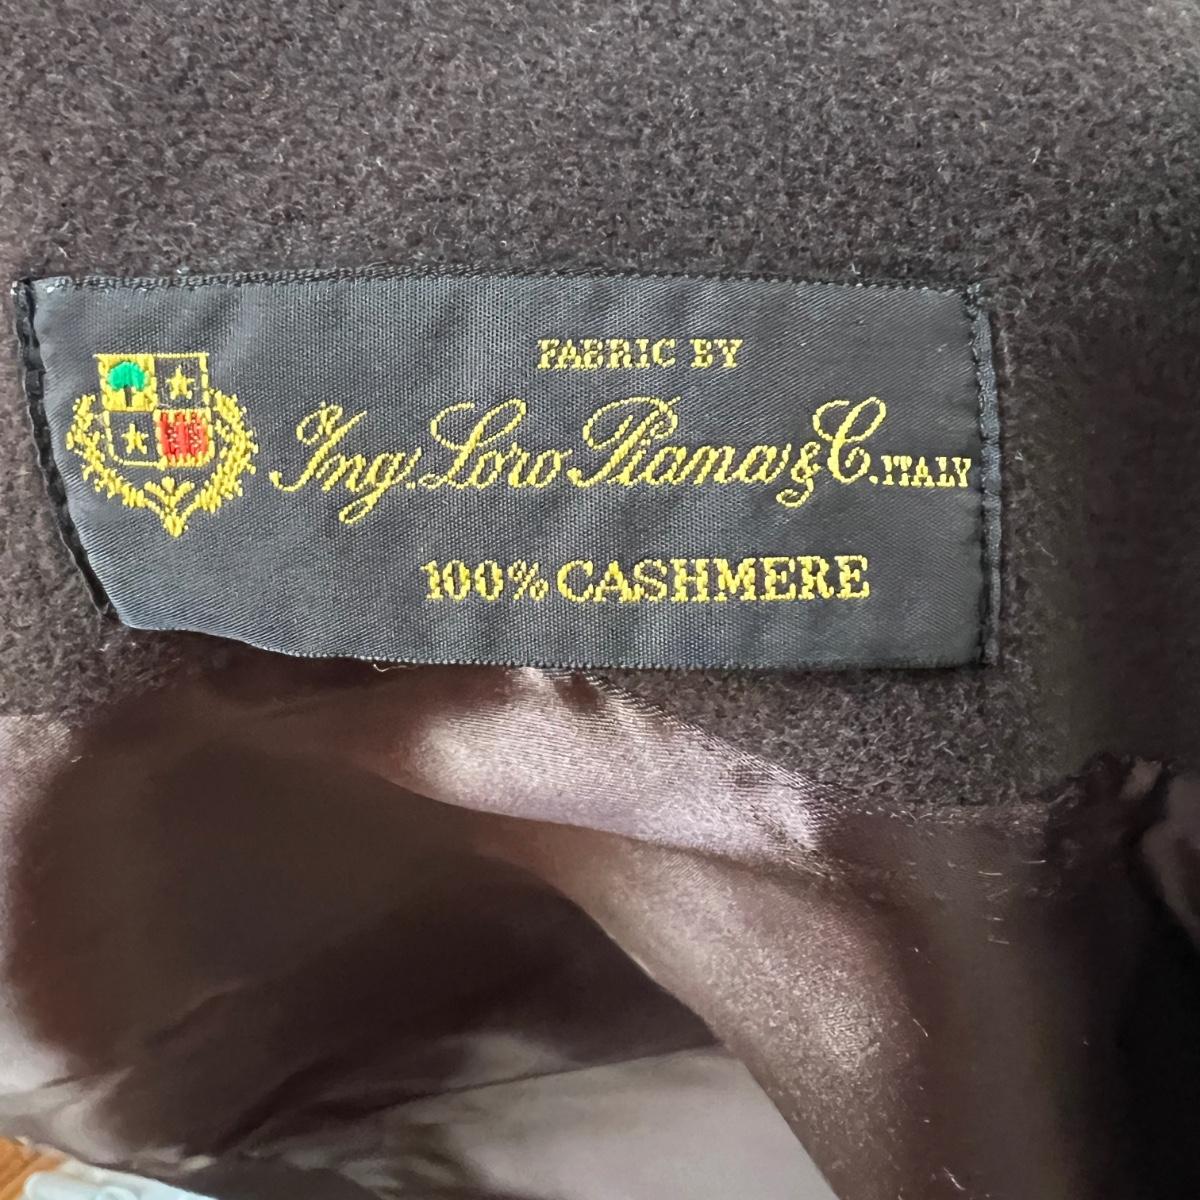 FABRIC BY
Ing. Loro Piana & C. ITALY
100% CASHMERE